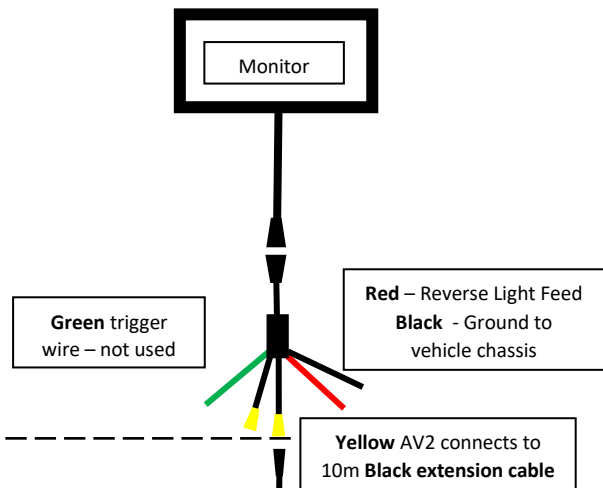 Monitor
Green trigger
wire – not used
Red – Reverse Light Feed
Black - Ground to
vehicle chassis
Yellow AV2 connects to
10m Black extension cable